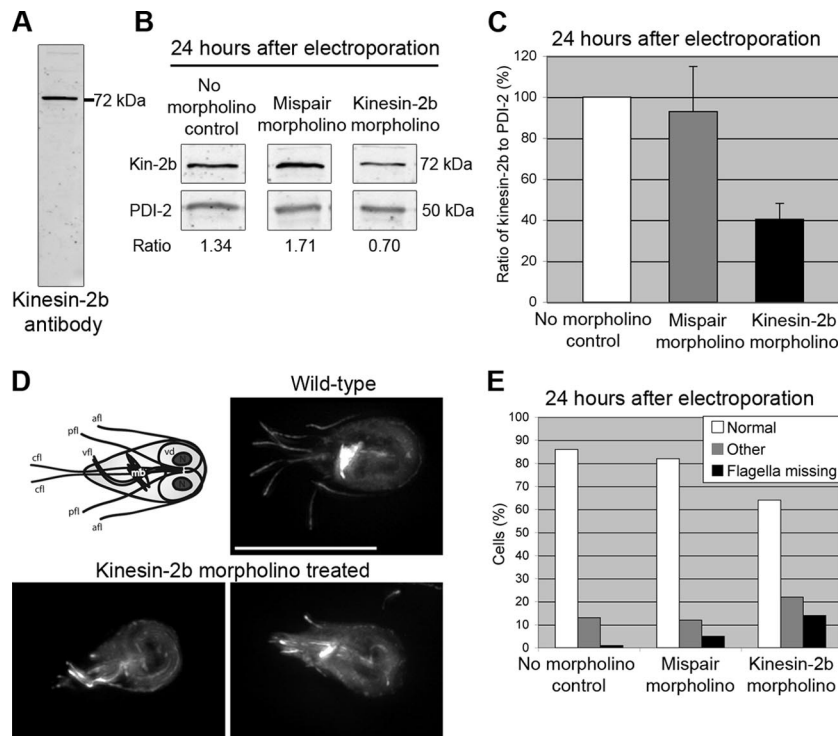 A
72 kDa
Kinesin-2b
antibody
B
24 hours after electroporation
No
morpholino
control
Mispair
morpholino
Kinesin-2b
morpholino
Kin-2b
72 kDa
PDI-2
50 kDa
Ratio
1.34
1.71
0.70
C
24 hours after electroporation
Ratio of kinesin-2b to PDI-2 (%)
120
100
80
60
40
20
0
No morpholino
control
Mispair
morpholino
Kinesin-2b
morpholino
D
Wild-type
afl
pfl
vfl
vd
cfl
mb
cfl
pfl
afl
Kinesin-2b morpholino treated
E
24 hours after electroporation
Cells (%)
100
90
80
70
60
50
40
30
20
10
0
Normal
Other
Flagella missing
No morpholino
control
Mispair
morpholino
Kinesin-2b
morpholino